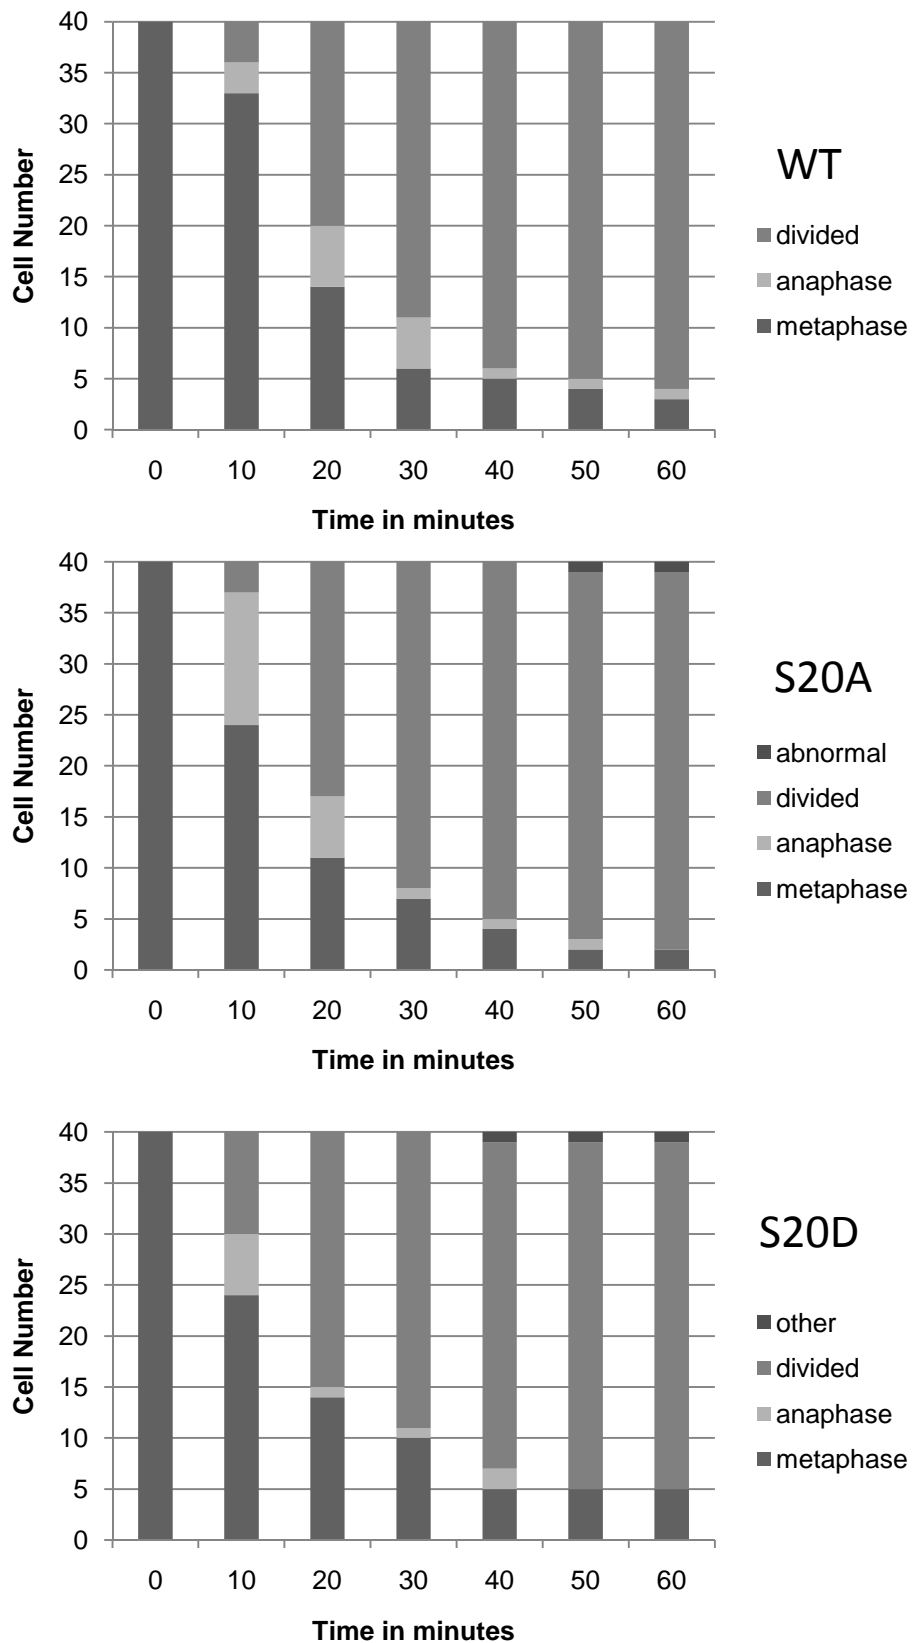 40
35
30
25
20
15
10
5
0
Cell Number
0 10 20 30 40 50 60
Time in minutes
WT
divided
anaphase
metaphase
40
35
30
25
20
15
10
5
0
Cell Number
0 10 20 30 40 50 60
Time in minutes
S20A
abnormal
divided
anaphase
metaphase
40
35
30
25
20
15
10
5
0
Cell Number
0 10 20 30 40 50 60
Time in minutes
S20D
other
divided
anaphase
metaphase